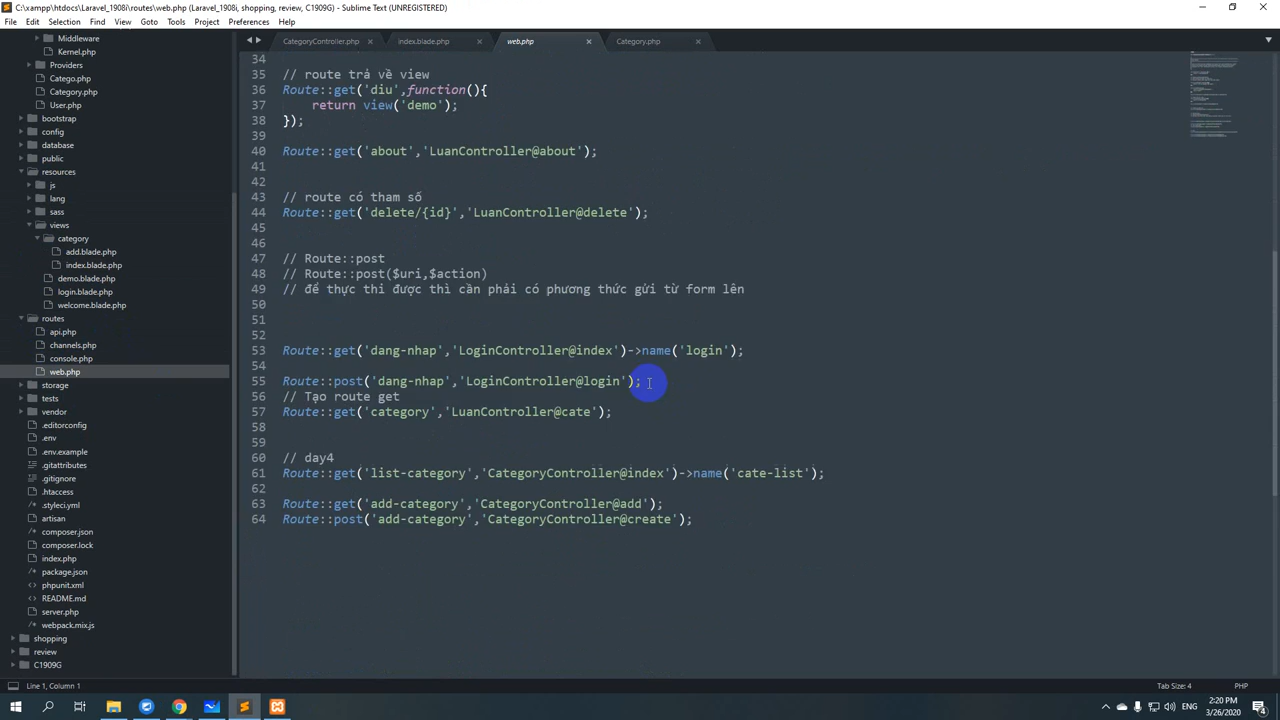 C:\xampp\htdocs\Laravel_1908i\routes\web.php (Laravel_1908i, shopping, review, C1909G) - Sublime Text (UNREGISTERED)
File Edit Selection Find View Goto Tools Project Preferences Help
Middleware
Kernel.php
Providers
Catego.php
Category.php
User.php
bootstrap
config
database
public
resources
js
lang
sass
views
category
add.blade.php
index.blade.php
demo.blade.php
login.blade.php
welcome.blade.php
routes
api.php
channels.php
console.php
web.php
storage
tests
vendor
.editorconfig
.env
.env.example
.gitattributes
.gitignore
.htaccess
.styleci.yml
artisan
composer.json
composer.lock
index.php
package.json
phpunit.xml
README.md
server.php
webpack.mix.js
shopping
review
C1909G
CategoryController.php index.blade.php web.php Category.php
34
35 // route trả về view
36 Route::get('diu',function(){
37 return view('demo');
38 });
39
40 Route::get('about','LuanController@about');
41
42
43 // route có tham số
44 Route::get('delete/{id}','LuanController@delete');
45
46
47 // Route::post
48 // Route::post($uri,$action)
49 // để thực thi được thì cần phải có phương thức gửi từ form lên
50
51
52
53 Route::get('dang-nhap','LoginController@index')->name('login');
54
55 Route::post('dang-nhap','LoginController@login');
56 // Tạo route get
57 Route::get('category','LuanController@cate');
58
59
60 // day4
61 Route::get('list-category','CategoryController@index')->name('cate-list');
62
63 Route::get('add-category','CategoryController@add');
64 Route::post('add-category','CategoryController@create');
Line 1, Column 1 Tab Size: 4 PHP
ENG 2:20 PM
3/26/2020
4